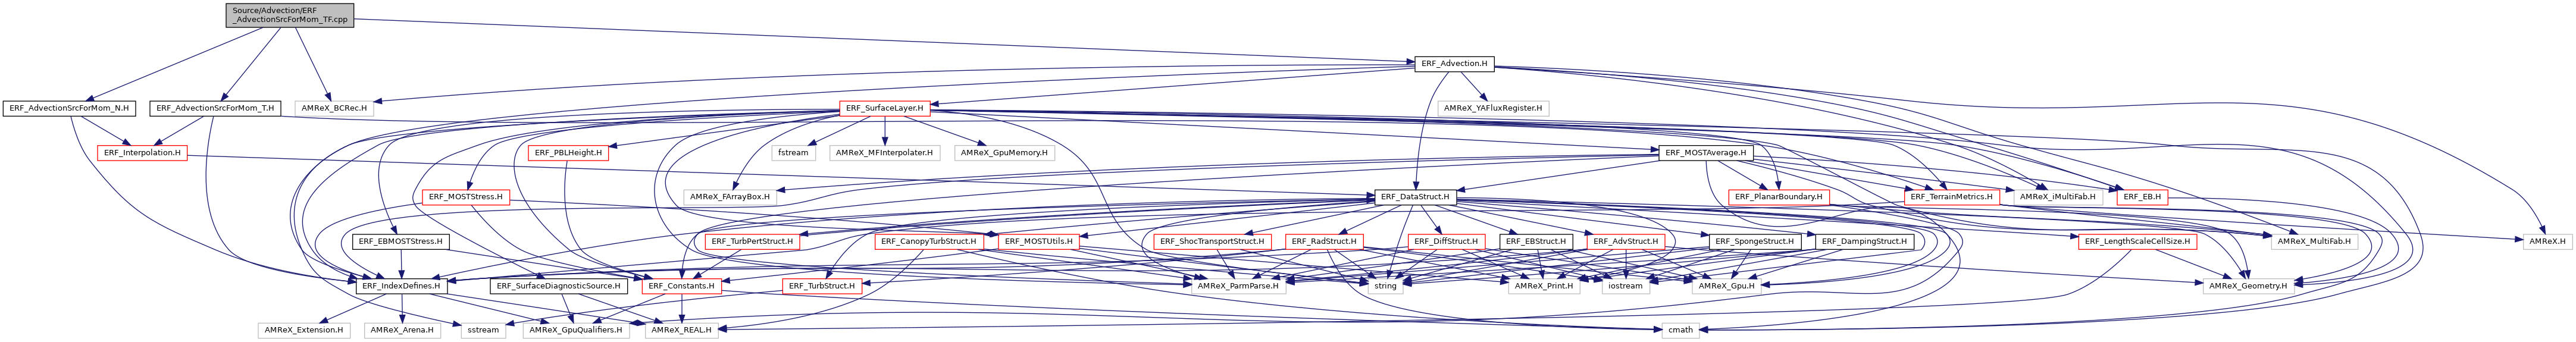 Source/Advection/ERF
_AdvectionSrcForMom_TF.cpp
ERF_Advection.H
ERF_AdvectionSrcForMom_N.H
ERF_AdvectionSrcForMom_T.H
AMReX_BCRec.H
ERF_SurfaceLayer.H
AMReX_YAFluxRegister.H
ERF_Interpolation.H
ERF_PBLHeight.H
fstream
AMReX_MFInterpolater.H
AMReX_GpuMemory.H
ERF_MOSTAverage.H
ERF_MOSTStress.H
AMReX_FArrayBox.H
ERF_DataStruct.H
ERF_PlanarBoundary.H
ERF_TerrainMetrics.H
AMReX_iMultiFab.H
ERF_EB.H
ERF_EBMOSTStress.H
ERF_TurbPertStruct.H
ERF_CanopyTurbStruct.H
ERF_MOSTUtils.H
ERF_ShocTransportStruct.H
ERF_RadStruct.H
ERF_DiffStruct.H
ERF_EBStruct.H
ERF_AdvStruct.H
ERF_SpongeStruct.H
ERF_DampingStruct.H
ERF_LengthScaleCellSize.H
AMReX_MultiFab.H
AMReX.H
ERF_IndexDefines.H
ERF_SurfaceDiagnosticSource.H
ERF_Constants.H
ERF_TurbStruct.H
AMReX_ParmParse.H
string
AMReX_Print.H
iostream
AMReX_Gpu.H
AMReX_Geometry.H
AMReX_Extension.H
AMReX_Arena.H
sstream
AMReX_GpuQualifiers.H
AMReX_REAL.H
cmath